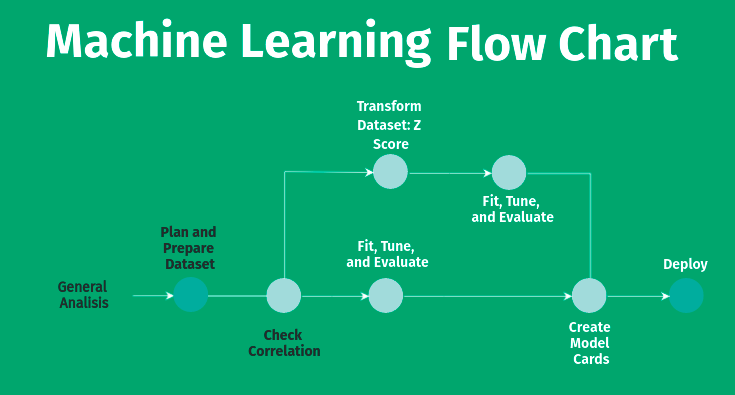 Machine Learning Flow Chart
Transform
Dataset: Z
Score
Fit, Tune,
and Evaluate
Plan and
Prepare
Dataset
Fit, Tune,
and Evaluate
General
Analisis
Deploy
Check
Correlation
Create
Model
Cards